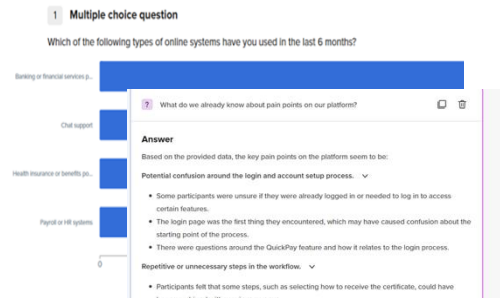 1 Multiple choice question
Which of the following types of online systems have you used in the last 6 months?
Banking or financial services p...
Chat support
Health insurance or benefits po...
Payroll or HR systems
0
? What do we already know about pain points on our platform?
Answer
Based on the provided data, the key pain points on the platform seem to be:
Potential confusion around the login and account setup process.
• Some participants were unsure if they were already logged in or needed to log in to access
certain features.
• The login page was the first thing they encountered, which may have caused confusion about the
starting point of the process.
• There were questions around the QuickPay feature and how it relates to the login process.
Repetitive or unnecessary steps in the workflow.
• Participants felt that some steps, such as selecting how to receive the certificate, could have